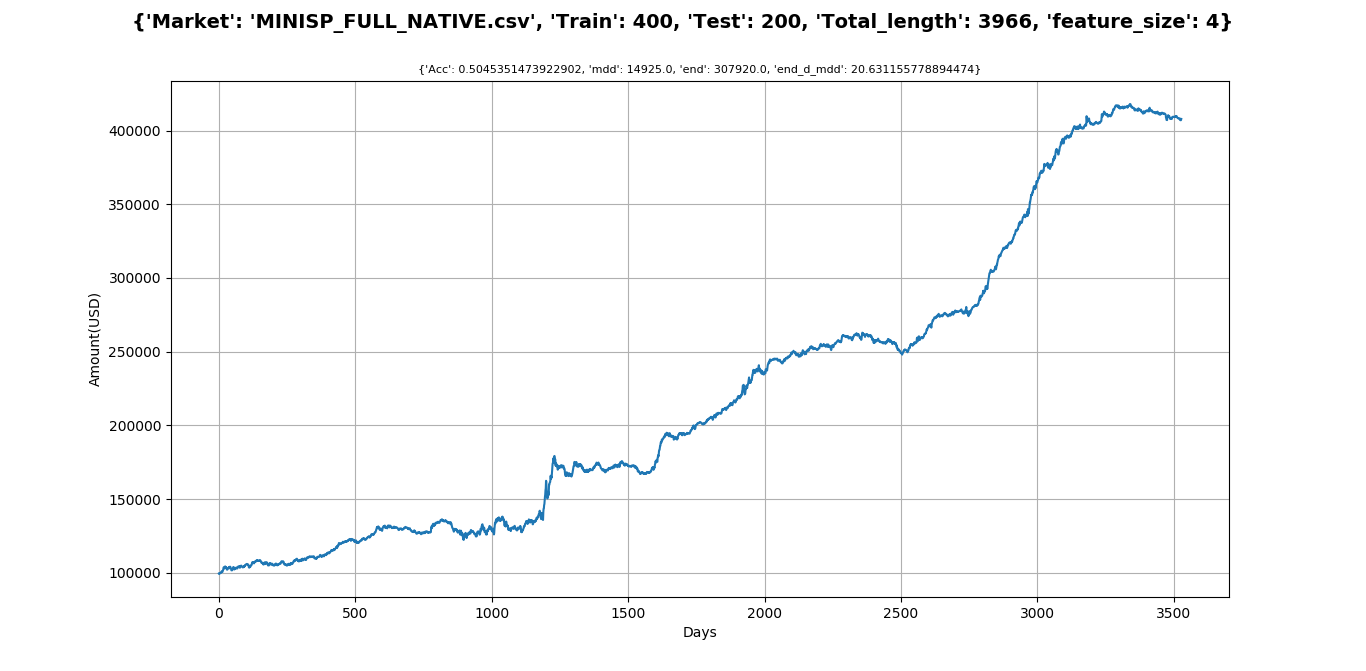 {'Market': 'MINISP_FULL_NATIVE.csv', 'Train': 400, 'Test': 200, 'Total_length': 3966, 'feature_size': 4}
{'Acc': 0.5045351473922902, 'mdd': 14925.0, 'end': 307920.0, 'end_d_mdd': 20.631155778894474}
400000
350000
300000
250000
200000
150000
100000
Amount(USD)
0 500 1000 1500 2000 2500 3000 3500
Days